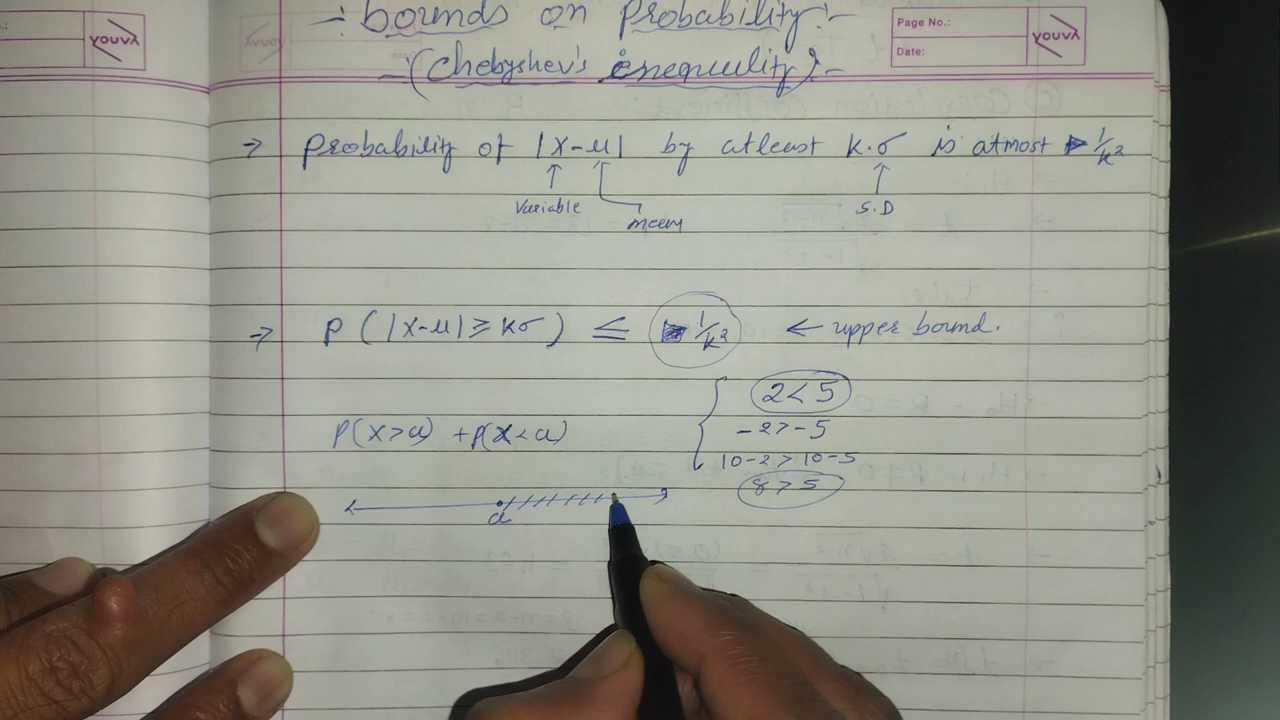 -: bounds on Probability :-
-(Chebyshev's inequality)-
Page No.:
Date:
youva
youva
→ Probability of |X-μ| by atleast k.σ is atmost 1/k²
Variable
mean
S.D
→ P ( |X-μ| ≥ kσ ) ≤ 1/k² ← upper bound.
2 < 5
P(X>a) + P(X<a)
-2 > -5
10-2 > 10-5
8 > 5
a